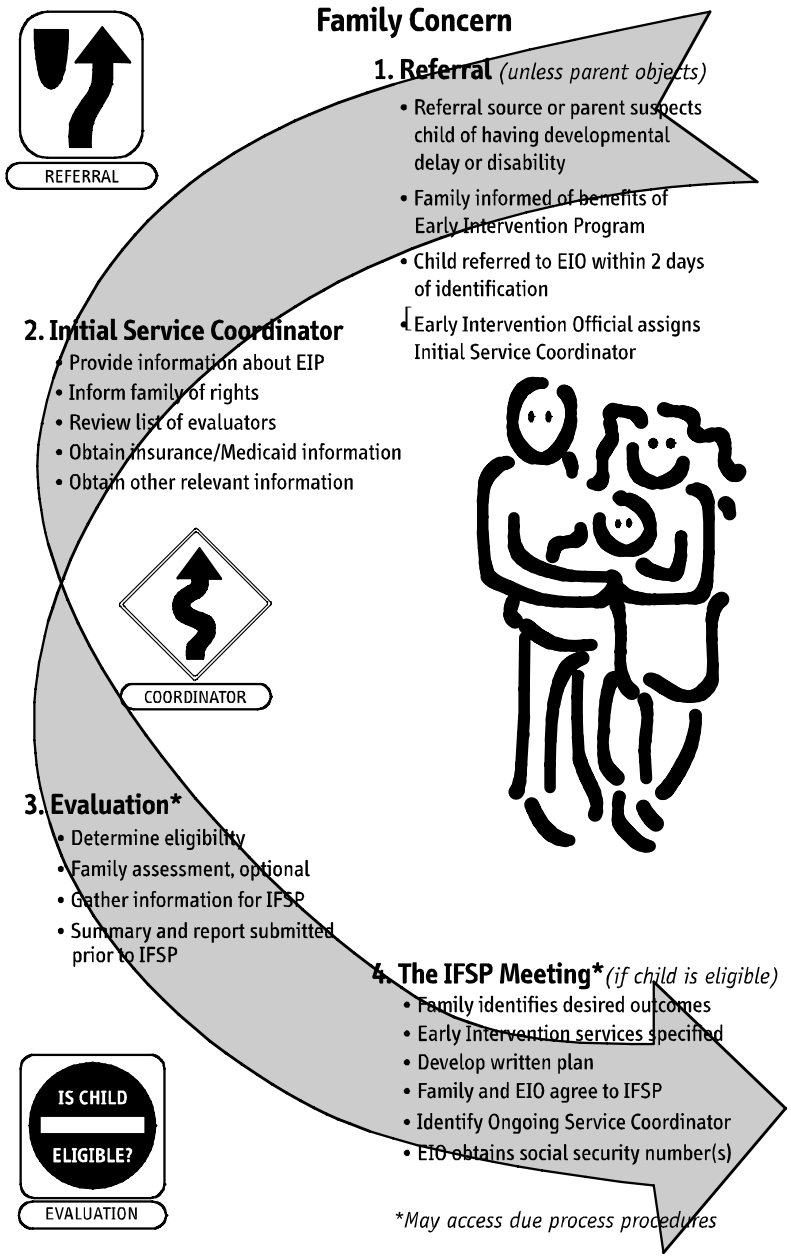 Family Concern
1. Referral (unless parent objects)
• Referral source or parent suspects
child of having developmental
delay or disability
• Family informed of benefits of
Early Intervention Program
• Child referred to EIO within 2 days
of identification
• Early Intervention Official assigns
Initial Service Coordinator
REFERRAL
2. Initial Service Coordinator
• Provide information about EIP
• Inform family of rights
• Review list of evaluators
• Obtain insurance/Medicaid information
• Obtain other relevant information
COORDINATOR
3. Evaluation*
• Determine eligibility
• Family assessment, optional
• Gather information for IFSP
• Summary and report submitted
prior to IFSP
4. The IFSP Meeting* (if child is eligible)
• Family identifies desired outcomes
• Early Intervention services specified
• Develop written plan
• Family and EIO agree to IFSP
• Identify Ongoing Service Coordinator
• EIO obtains social security number(s)
IS CHILD
ELIGIBLE?
EVALUATION
*May access due process procedures